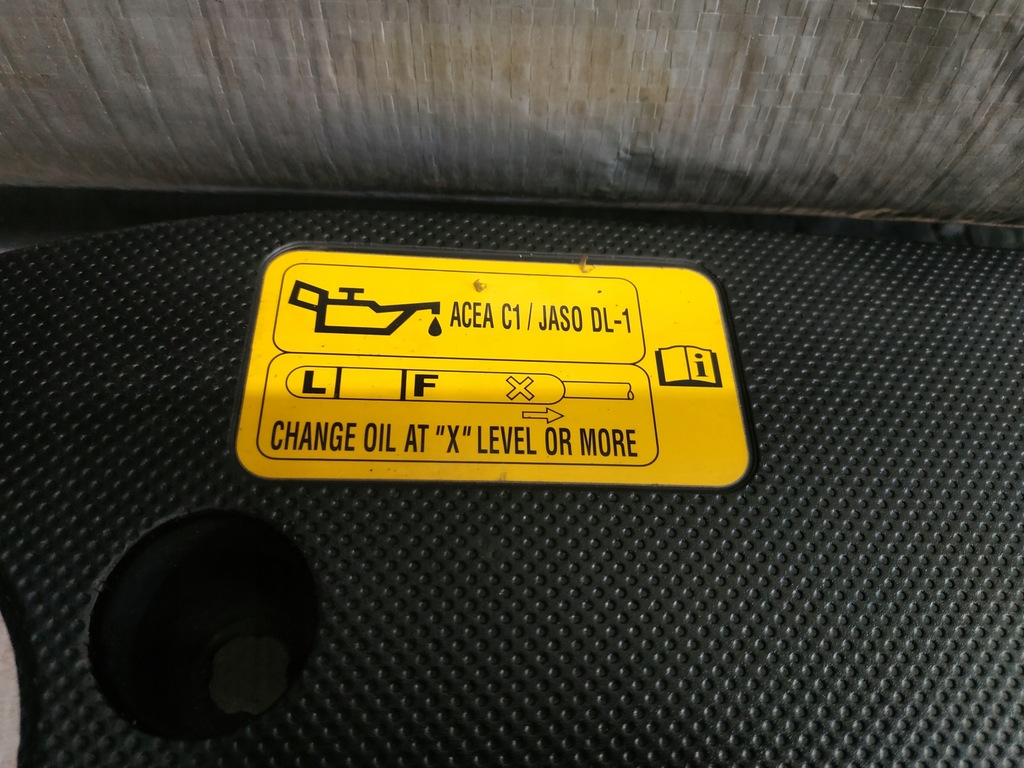 ACEA C1 / JASO DL-1
L F X
CHANGE OIL AT "X" LEVEL OR MORE
i